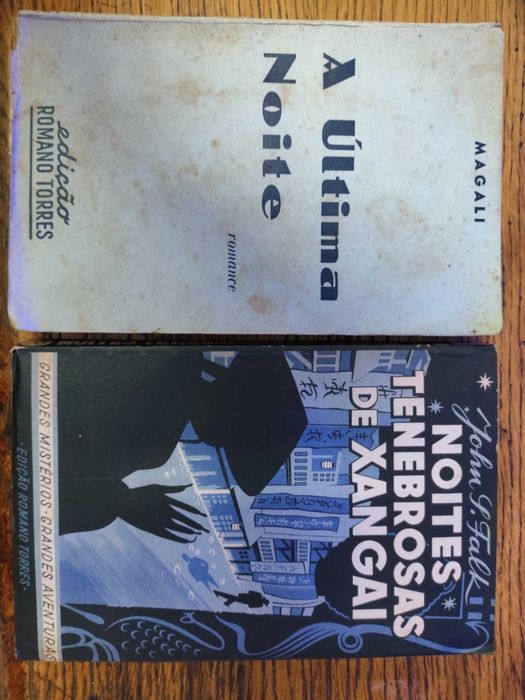 MAGALI
A Última
Noite
romance
edição
ROMANO TORRES
John S. Falk
NOITES
TENEBROSAS
DE XANGAI
GRANDES MISTÉRIOS·GRANDES AVENTURAS
·EDIÇÃO ROMANO TORRES·